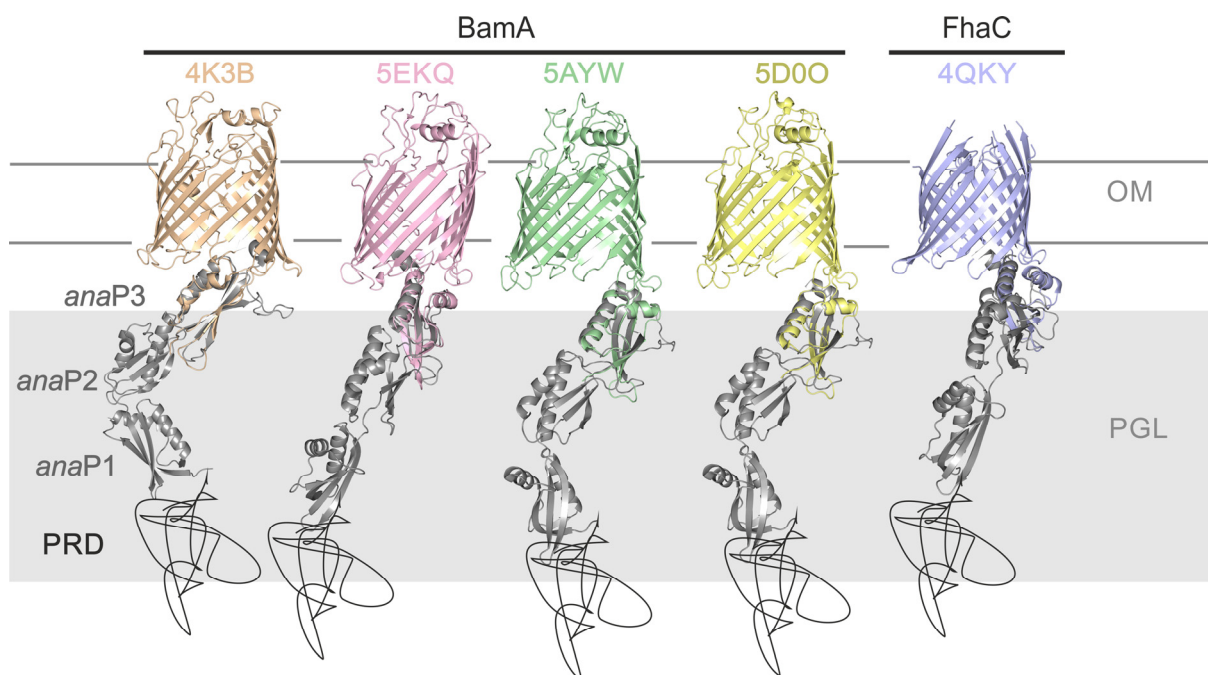 BamA FhaC
4K3B 5EKQ 5AYW 5D0O 4QKY
OM
anaP3
anaP2
PGL
anaP1
PRD